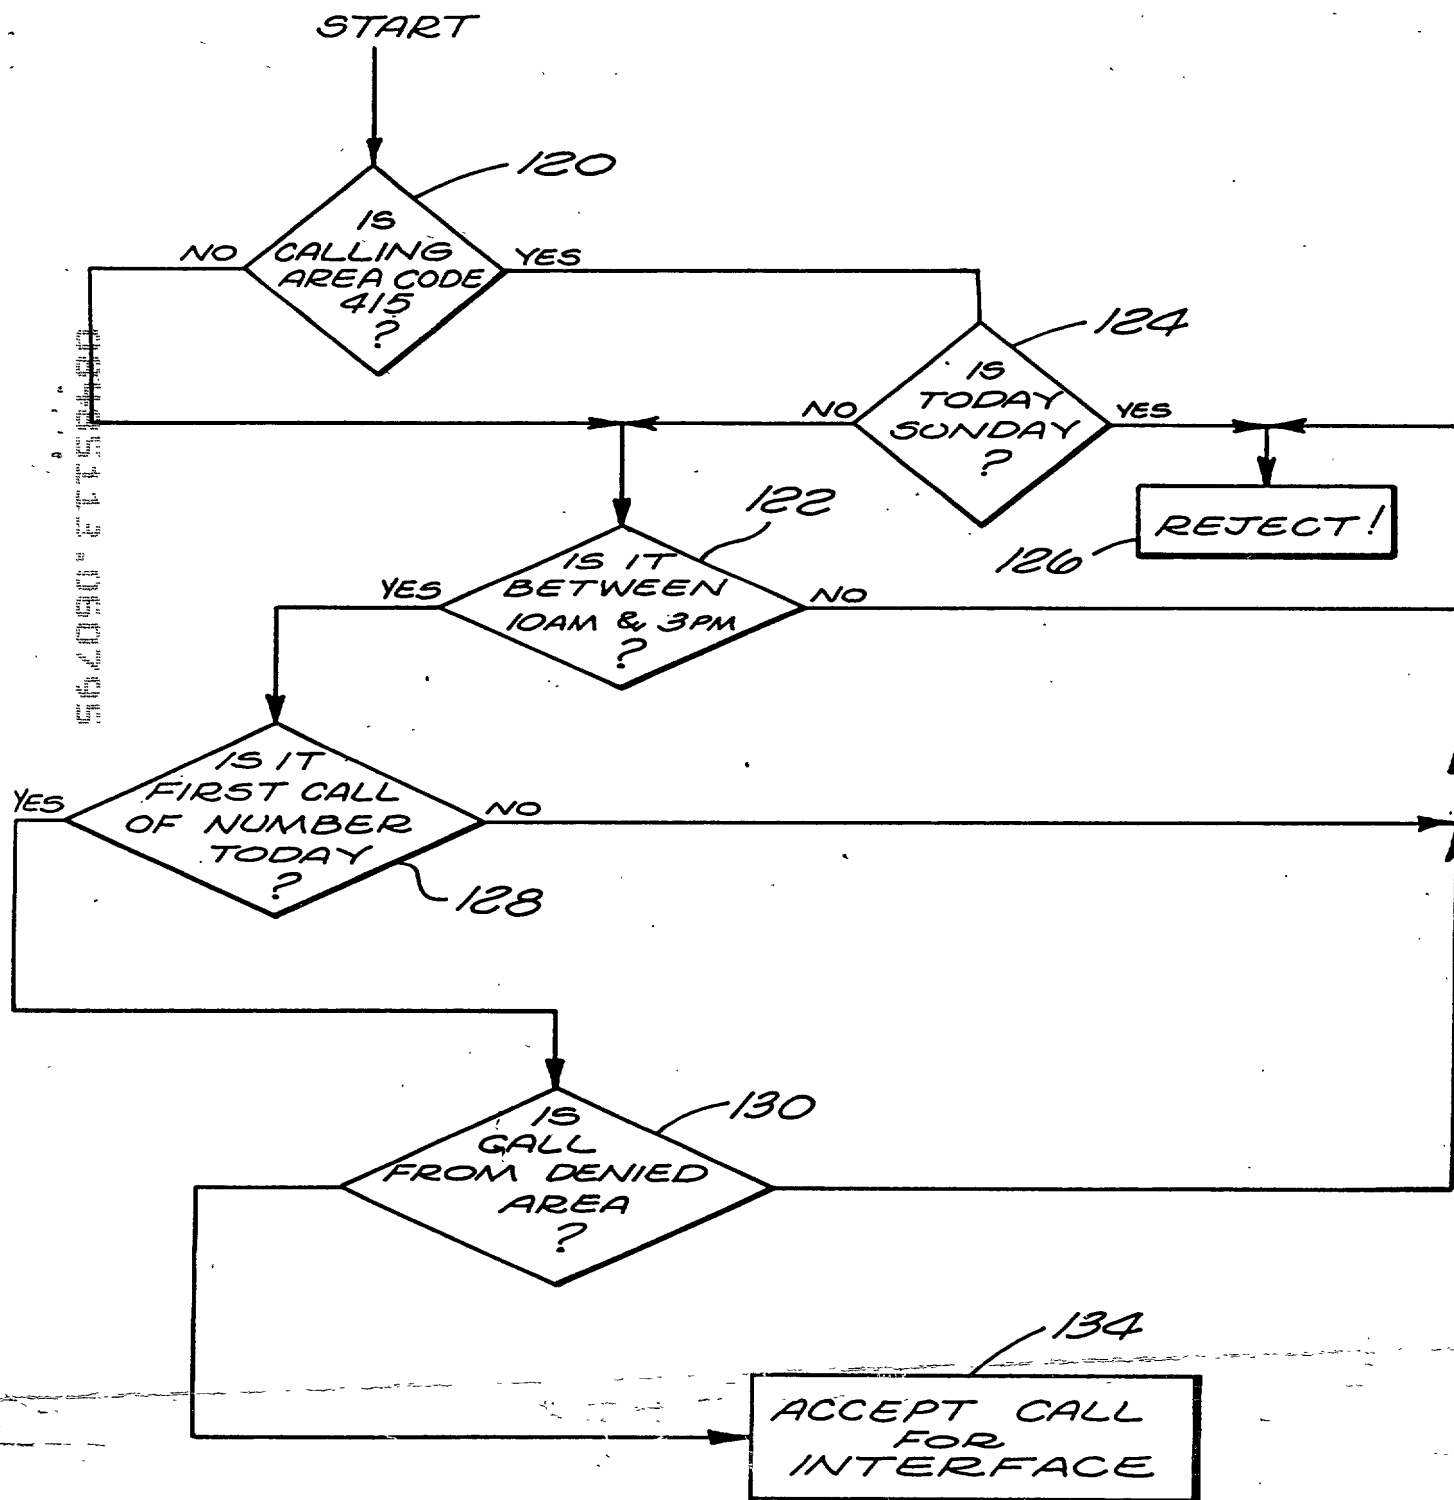 START
120
IS
CALLING
AREA CODE
415
?
NO
YES
124
IS
TODAY
SUNDAY
?
NO
YES
REJECT!
126
122
IS IT
BETWEEN
10AM & 3PM
?
YES
NO
IS IT
FIRST CALL
OF NUMBER
TODAY
?
YES
NO
128
130
IS
CALL
FROM DENIED
AREA
?
134
ACCEPT CALL
FOR
INTERFACE